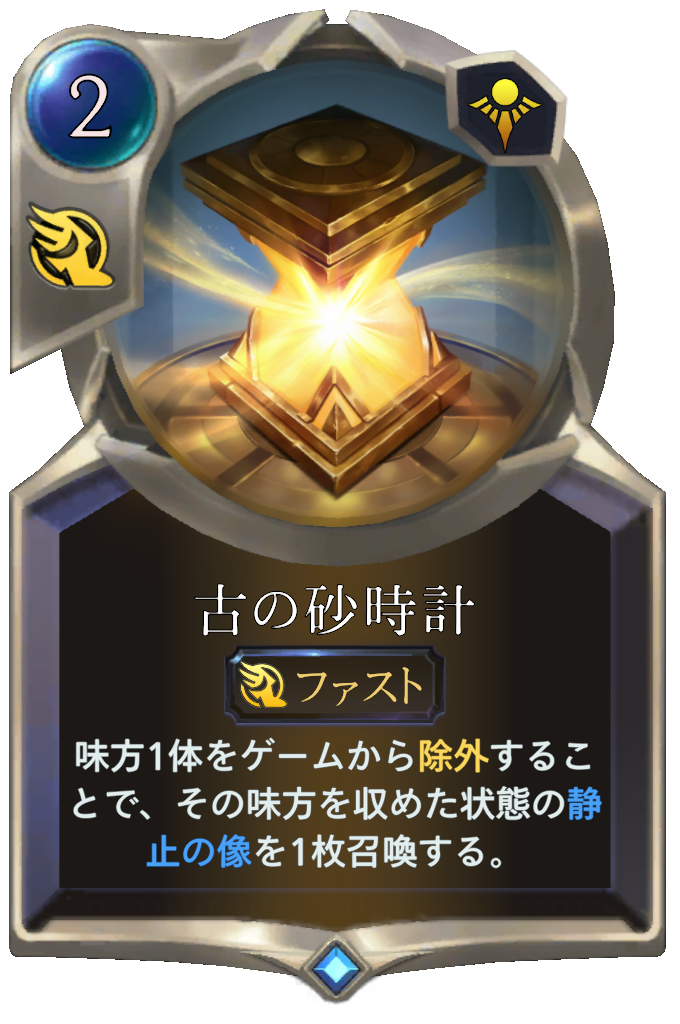 2
古の砂時計
ファスト
味方1体をゲームから除外するこ
とで、その味方を収めた状態の静
止の像を1枚召喚する。